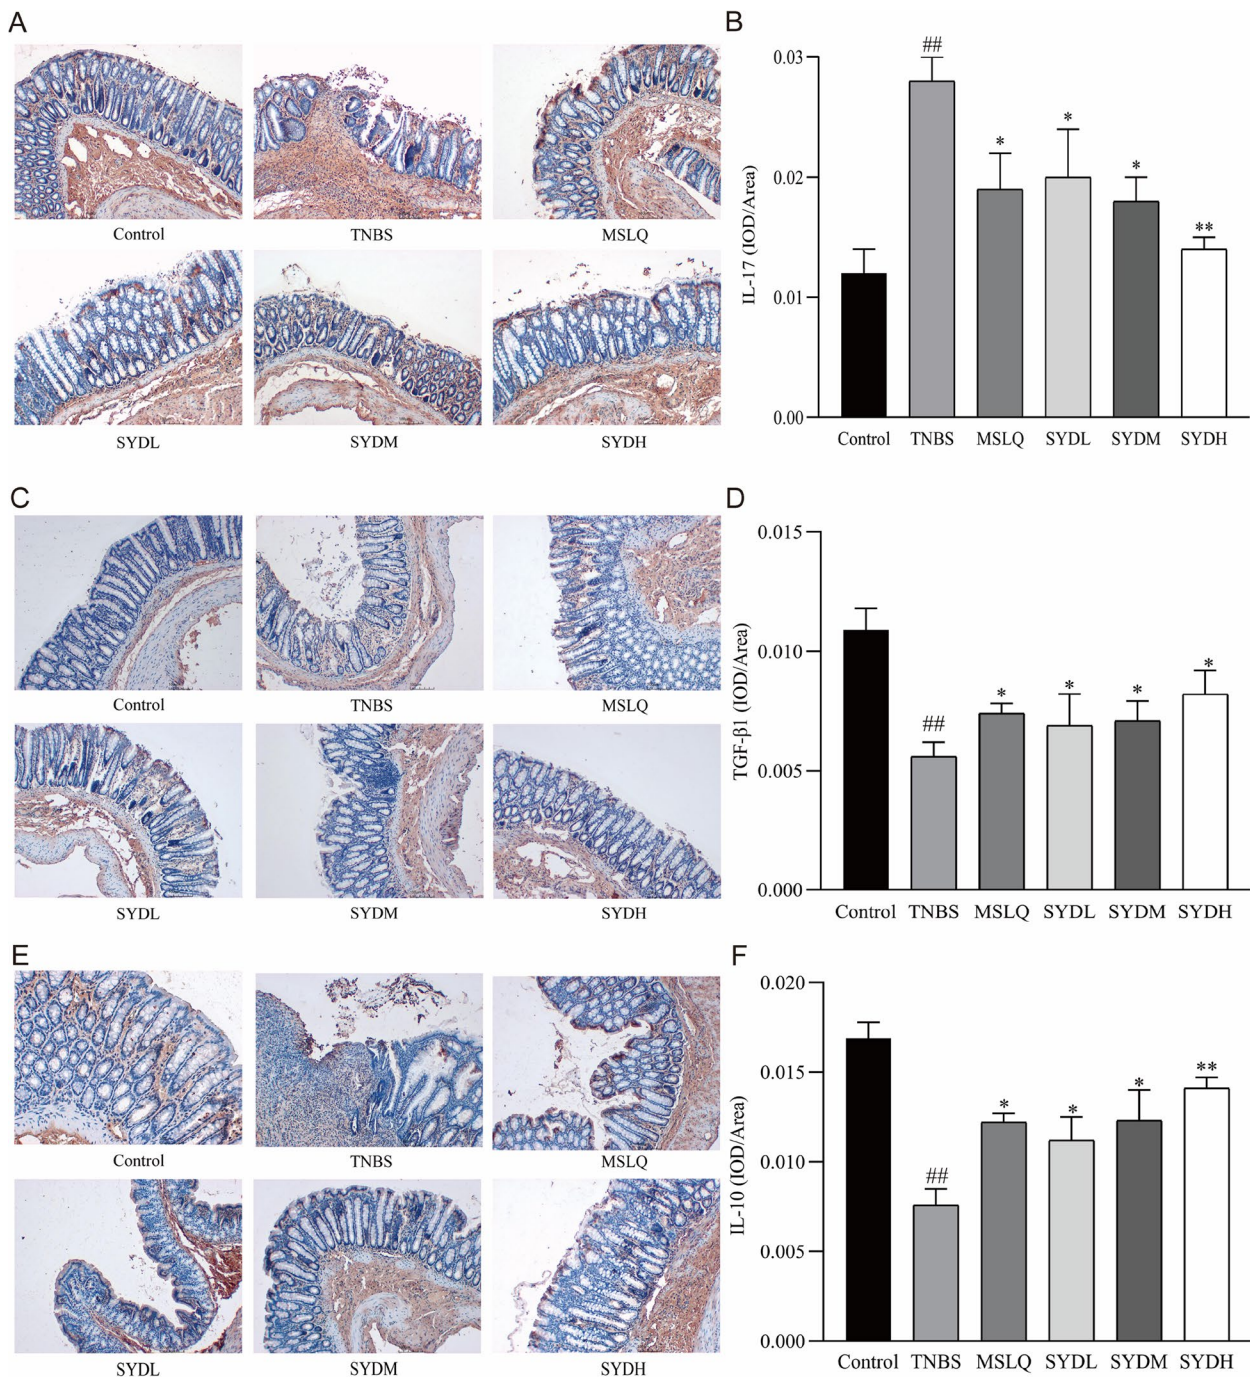 A
Control
TNBS
MSLQ
SYDL
SYDM
SYDH
B
IL-17 (IOD/Area)
0.03
0.02
0.01
0.00
##
*
*
*
**
Control
TNBS
MSLQ
SYDL
SYDM
SYDH
C
Control
TNBS
MSLQ
SYDL
SYDM
SYDH
D
TGF-β1 (IOD/Area)
0.015
0.010
0.005
0.000
##
*
*
*
*
Control
TNBS
MSLQ
SYDL
SYDM
SYDH
E
Control
TNBS
MSLQ
SYDL
SYDM
SYDH
F
IL-10 (IOD/Area)
0.020
0.015
0.010
0.005
0.000
##
*
*
*
**
Control
TNBS
MSLQ
SYDL
SYDM
SYDH